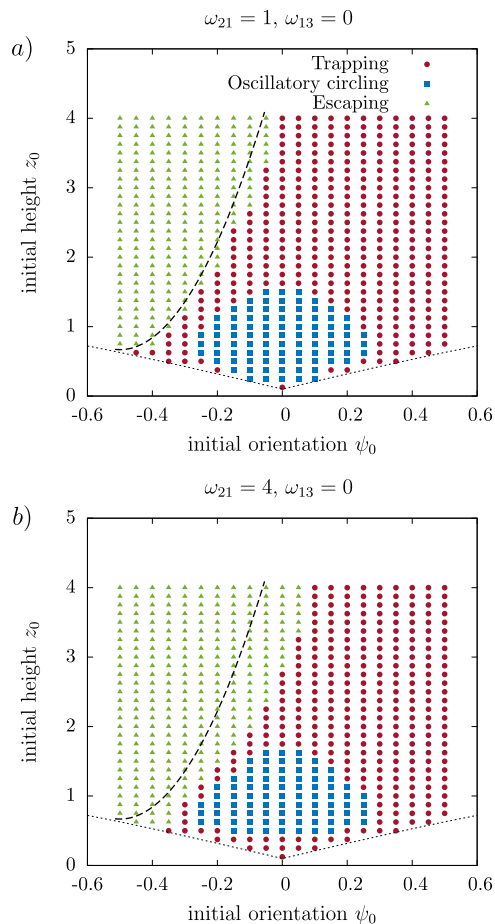 ω21 = 1, ω13 = 0
a)
5
Trapping
Oscillatory circling
Escaping
4
3
2
1
0
initial height z0
-0.6 -0.4 -0.2 0 0.2 0.4 0.6
initial orientation ψ0
ω21 = 4, ω13 = 0
b)
5
4
3
2
1
0
initial height z0
-0.6 -0.4 -0.2 0 0.2 0.4 0.6
initial orientation ψ0